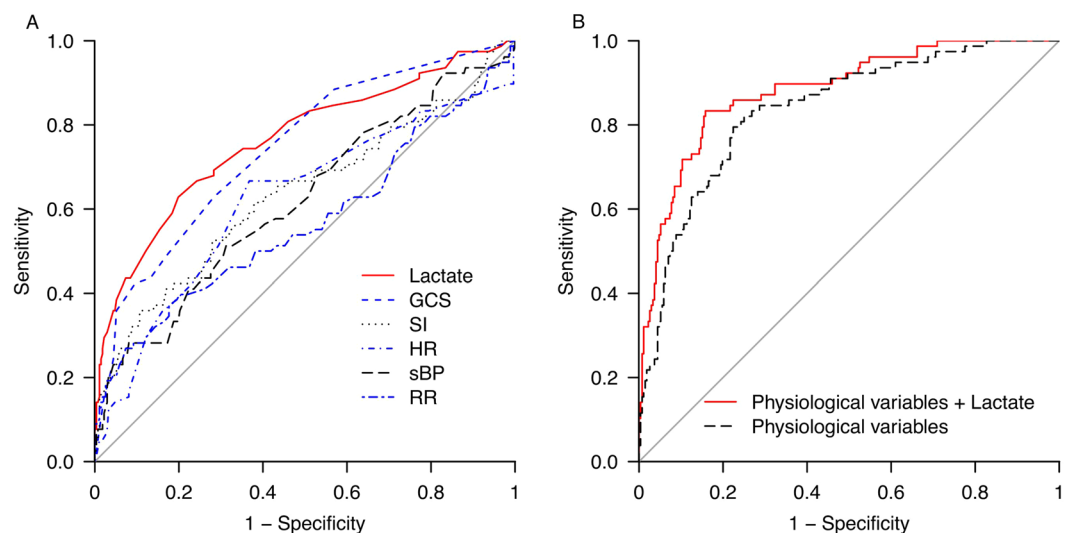 A
1.0
0.8
0.6
0.4
0.2
0.0
Sensitivity
0 0.2 0.4 0.6 0.8 1
1 − Specificity
Lactate
GCS
SI
HR
sBP
RR
B
1.0
0.8
0.6
0.4
0.2
0.0
Sensitivity
0 0.2 0.4 0.6 0.8 1
1 − Specificity
Physiological variables + Lactate
Physiological variables